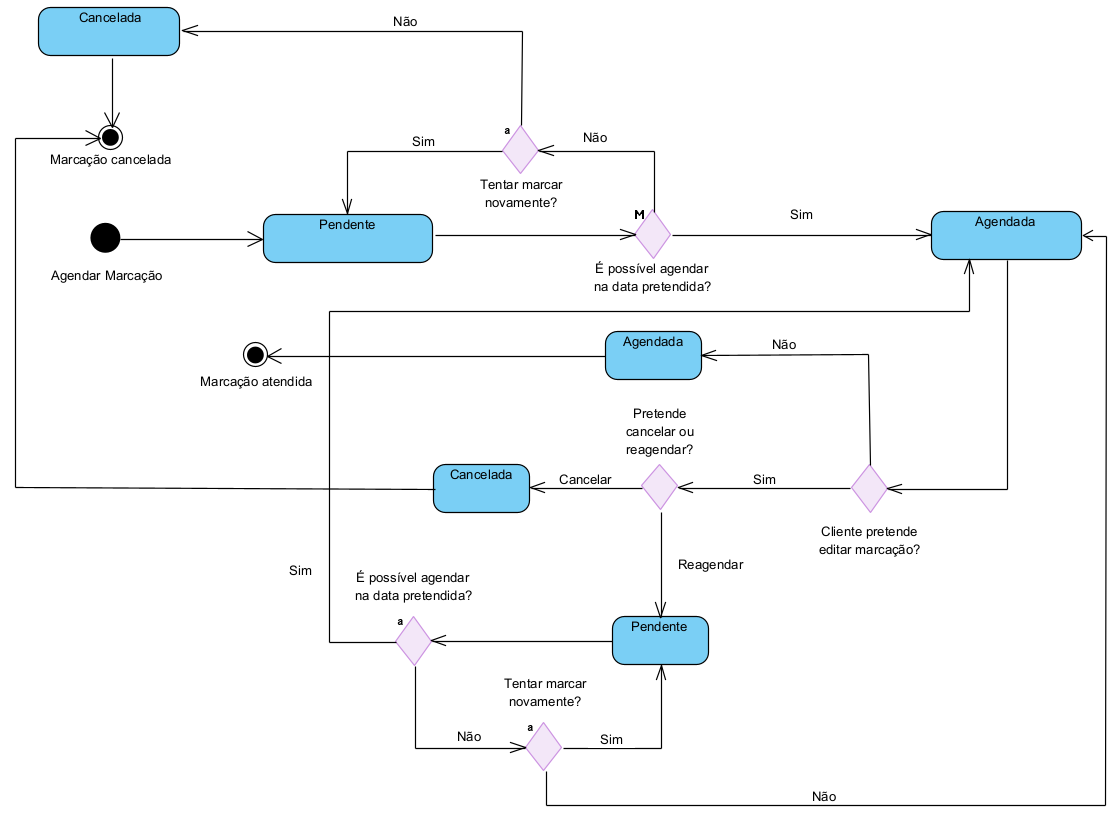 Cancelada
Não
a
Sim
Não
Marcação cancelada
Tentar marcar
novamente?
M
Sim
Pendente
Agendada
Agendar Marcação
É possível agendar
na data pretendida?
Agendada
Não
Marcação atendida
Pretende
cancelar ou
reagendar?
Cancelada
Cancelar
Sim
Cliente pretende
editar marcação?
Sim
Reagendar
É possível agendar
na data pretendida?
a
Pendente
Tentar marcar
novamente?
a
Não
Sim
Não